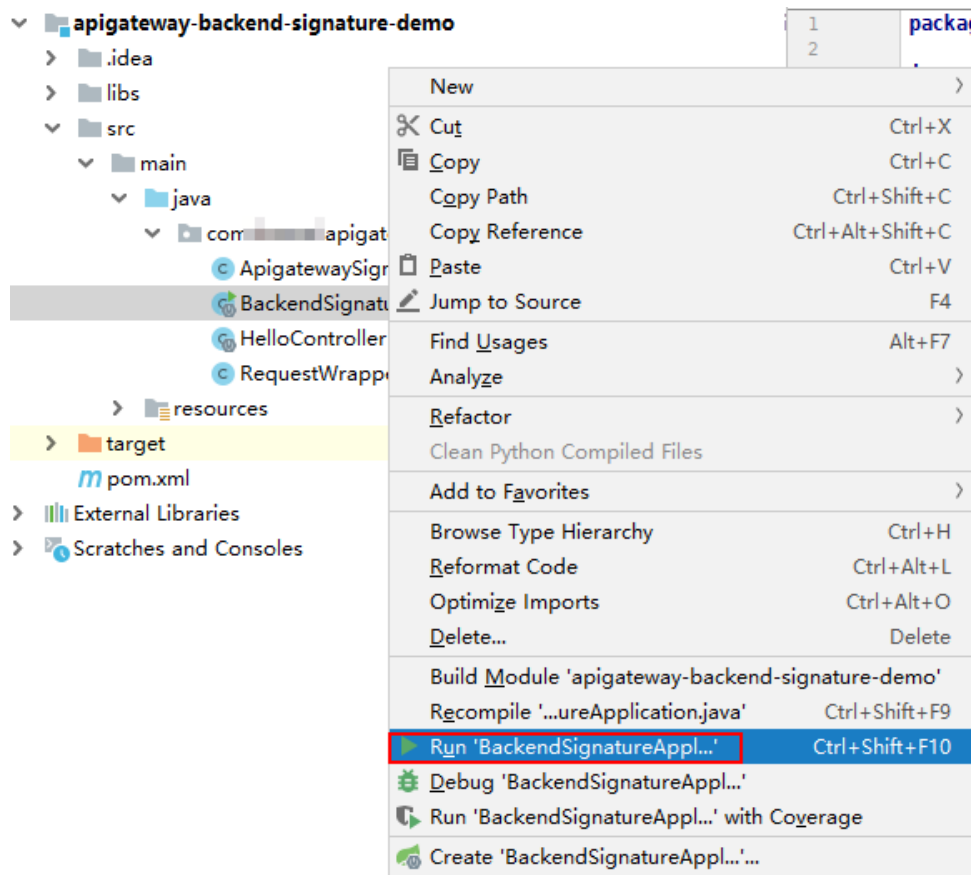 apigateway-backend-signature-demo
.idea
libs
src
main
java
com apigat
ApigatewaySigr
BackendSignatu
HelloController
RequestWrappe
resources
target
pom.xml
External Libraries
Scratches and Consoles
1 packag
2
New
Cut Ctrl+X
Copy Ctrl+C
Copy Path Ctrl+Shift+C
Copy Reference Ctrl+Alt+Shift+C
Paste Ctrl+V
Jump to Source F4
Find Usages Alt+F7
Analyze
Refactor
Clean Python Compiled Files
Add to Favorites
Browse Type Hierarchy Ctrl+H
Reformat Code Ctrl+Alt+L
Optimize Imports Ctrl+Alt+O
Delete... Delete
Build Module 'apigateway-backend-signature-demo'
Recompile '...ureApplication.java' Ctrl+Shift+F9
Run 'BackendSignatureAppl...' Ctrl+Shift+F10
Debug 'BackendSignatureAppl...'
Run 'BackendSignatureAppl...' with Coverage
Create 'BackendSignatureAppl...'...